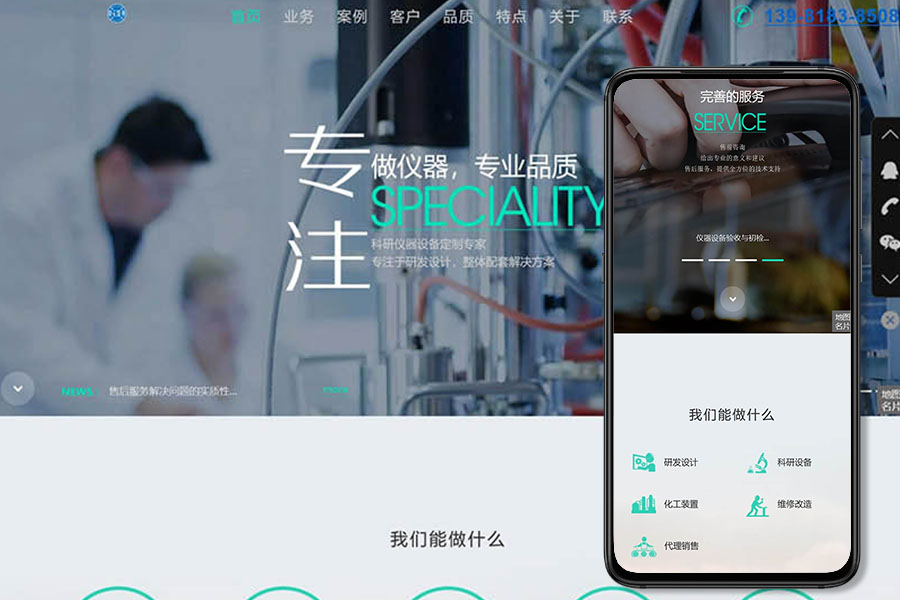 首页 业务 案例 客户 品质 特点 关于 联系
139-8183-8508
专注
做仪器，专业品质
SPECIALITY
科研仪器设备定制专家
专注于研发设计、整体配套解决方案
NEWS 售后服务解决问题的实质性... more
我们能做什么
完善的服务
SERVICE
售前咨询
给出专业的意义和建议
售后服务，提供全方位的技术支持
仪器设备验收与初检...
地图
名片
我们能做什么
研发设计 科研设备
化工装置 维修改造
代理销售
地图
名片